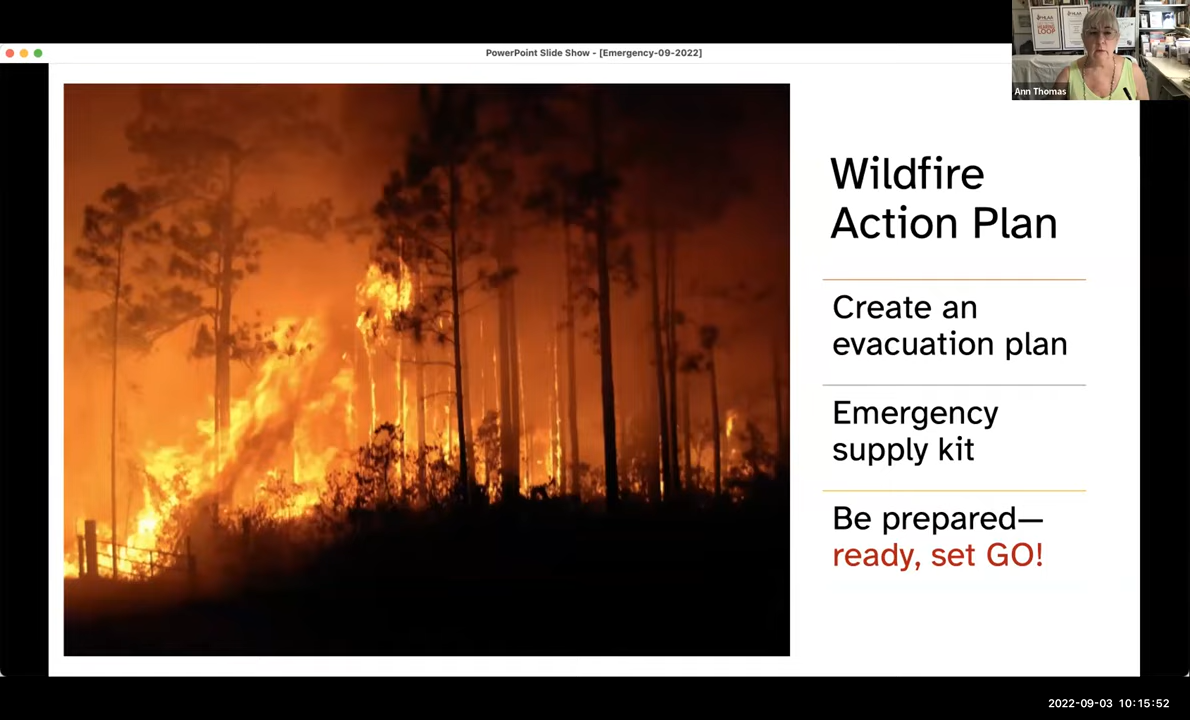 PowerPoint Slide Show - [Emergency-09-2022]
Ann Thomas
Wildfire
Action Plan
Create an
evacuation plan
Emergency
supply kit
Be prepared—
ready, set GO!
2022-09-03 10:15:52